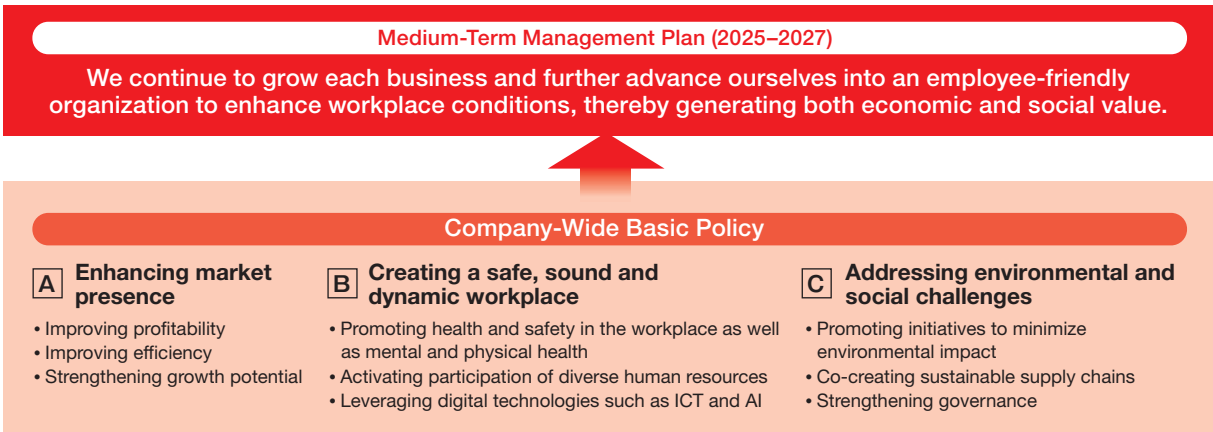 Medium-Term Management Plan (2025–2027)
We continue to grow each business and further advance ourselves into an employee-friendly
organization to enhance workplace conditions, thereby generating both economic and social value.
Company-Wide Basic Policy
A Enhancing market
presence
• Improving profitability
• Improving efficiency
• Strengthening growth potential
B Creating a safe, sound and
dynamic workplace
• Promoting health and safety in the workplace as well
as mental and physical health
• Activating participation of diverse human resources
• Leveraging digital technologies such as ICT and AI
C Addressing environmental and
social challenges
• Promoting initiatives to minimize
environmental impact
• Co-creating sustainable supply chains
• Strengthening governance